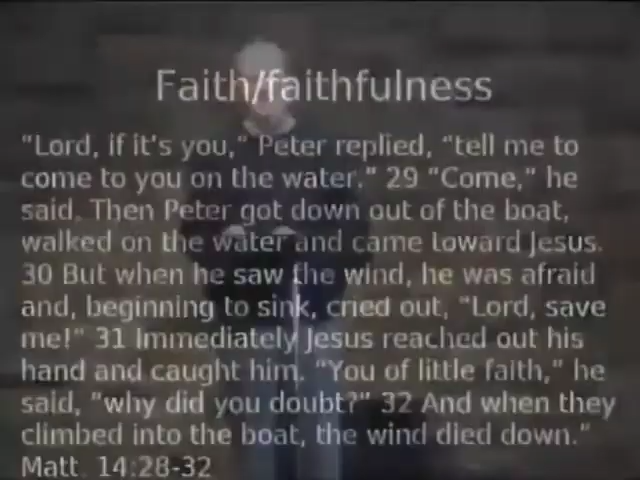 Faith/faithfulness
"Lord, if it's you," Peter replied, "tell me to
come to you on the water." 29 "Come," he
said. Then Peter got down out of the boat,
walked on the water and came toward Jesus.
30 But when he saw the wind, he was afraid
and, beginning to sink, cried out, "Lord, save
me!" 31 Immediately Jesus reached out his
hand and caught him. "You of little faith," he
said, "why did you doubt?" 32 And when they
climbed into the boat, the wind died down."
Matt. 14:28-32